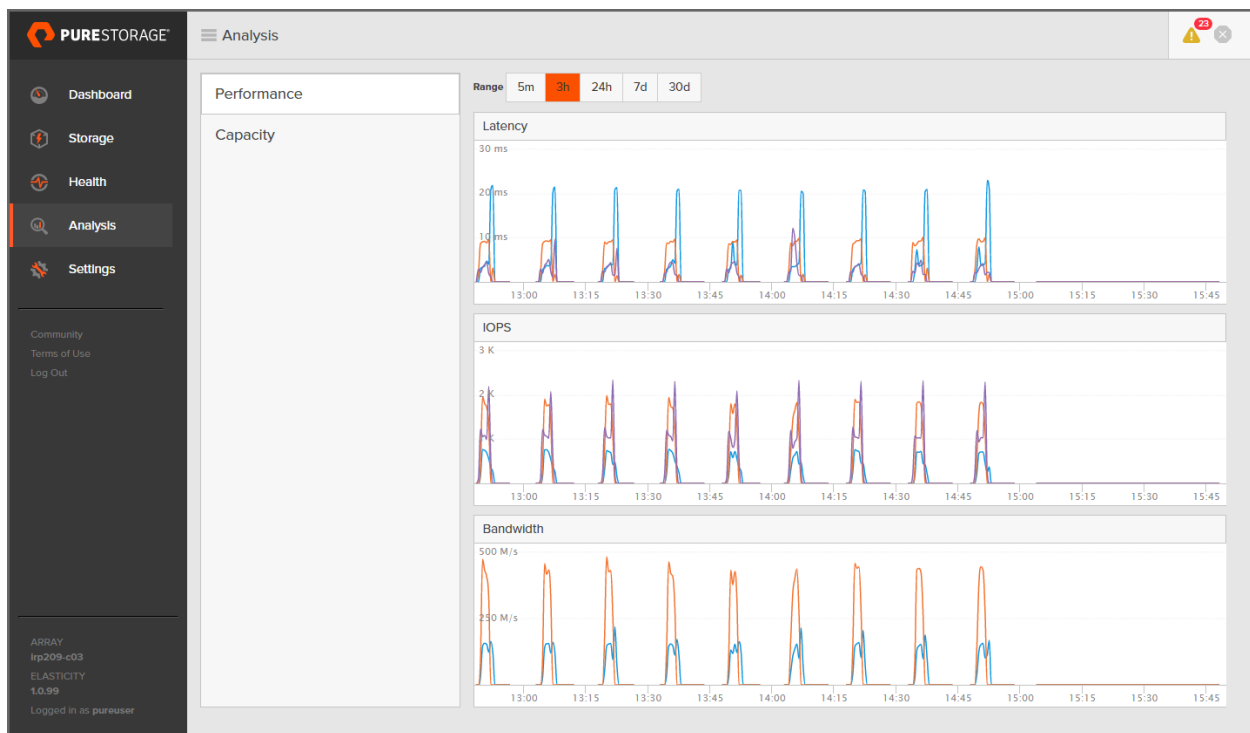 PURESTORAGE®
Analysis
23
Dashboard
Storage
Health
Analysis
Settings
Community
Terms of Use
Log Out
ARRAY
irp209-c03
ELASTICITY
1.0.99
Logged in as pureuser
Performance
Capacity
Range 5m 3h 24h 7d 30d
Latency
30 ms
20 ms
10 ms
13:00 13:15 13:30 13:45 14:00 14:15 14:30 14:45 15:00 15:15 15:30 15:45
IOPS
3 K
2 K
K
13:00 13:15 13:30 13:45 14:00 14:15 14:30 14:45 15:00 15:15 15:30 15:45
Bandwidth
500 M/s
250 M/s
13:00 13:15 13:30 13:45 14:00 14:15 14:30 14:45 15:00 15:15 15:30 15:45